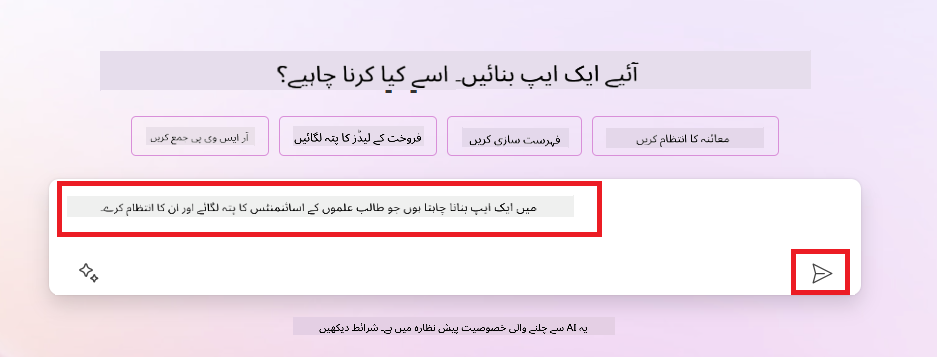 آئیے ایک ایپ بنائیں۔ اسے کیا کرنا چاہیے؟
معائنہ کا انتظام کریں
فہرست سازی کریں
فروخت کے لیڈز کا پتہ لگائیں
آر ایس وی پی جمع کریں
میں ایک ایپ بنانا چاہتا ہوں جو طالب علموں کے اسائنمنٹس کا پتہ لگائے اور ان کا انتظام کرے۔
یہ AI سے چلنے والی خصوصیت پیش نظارہ میں ہے۔ شرائط دیکھیں